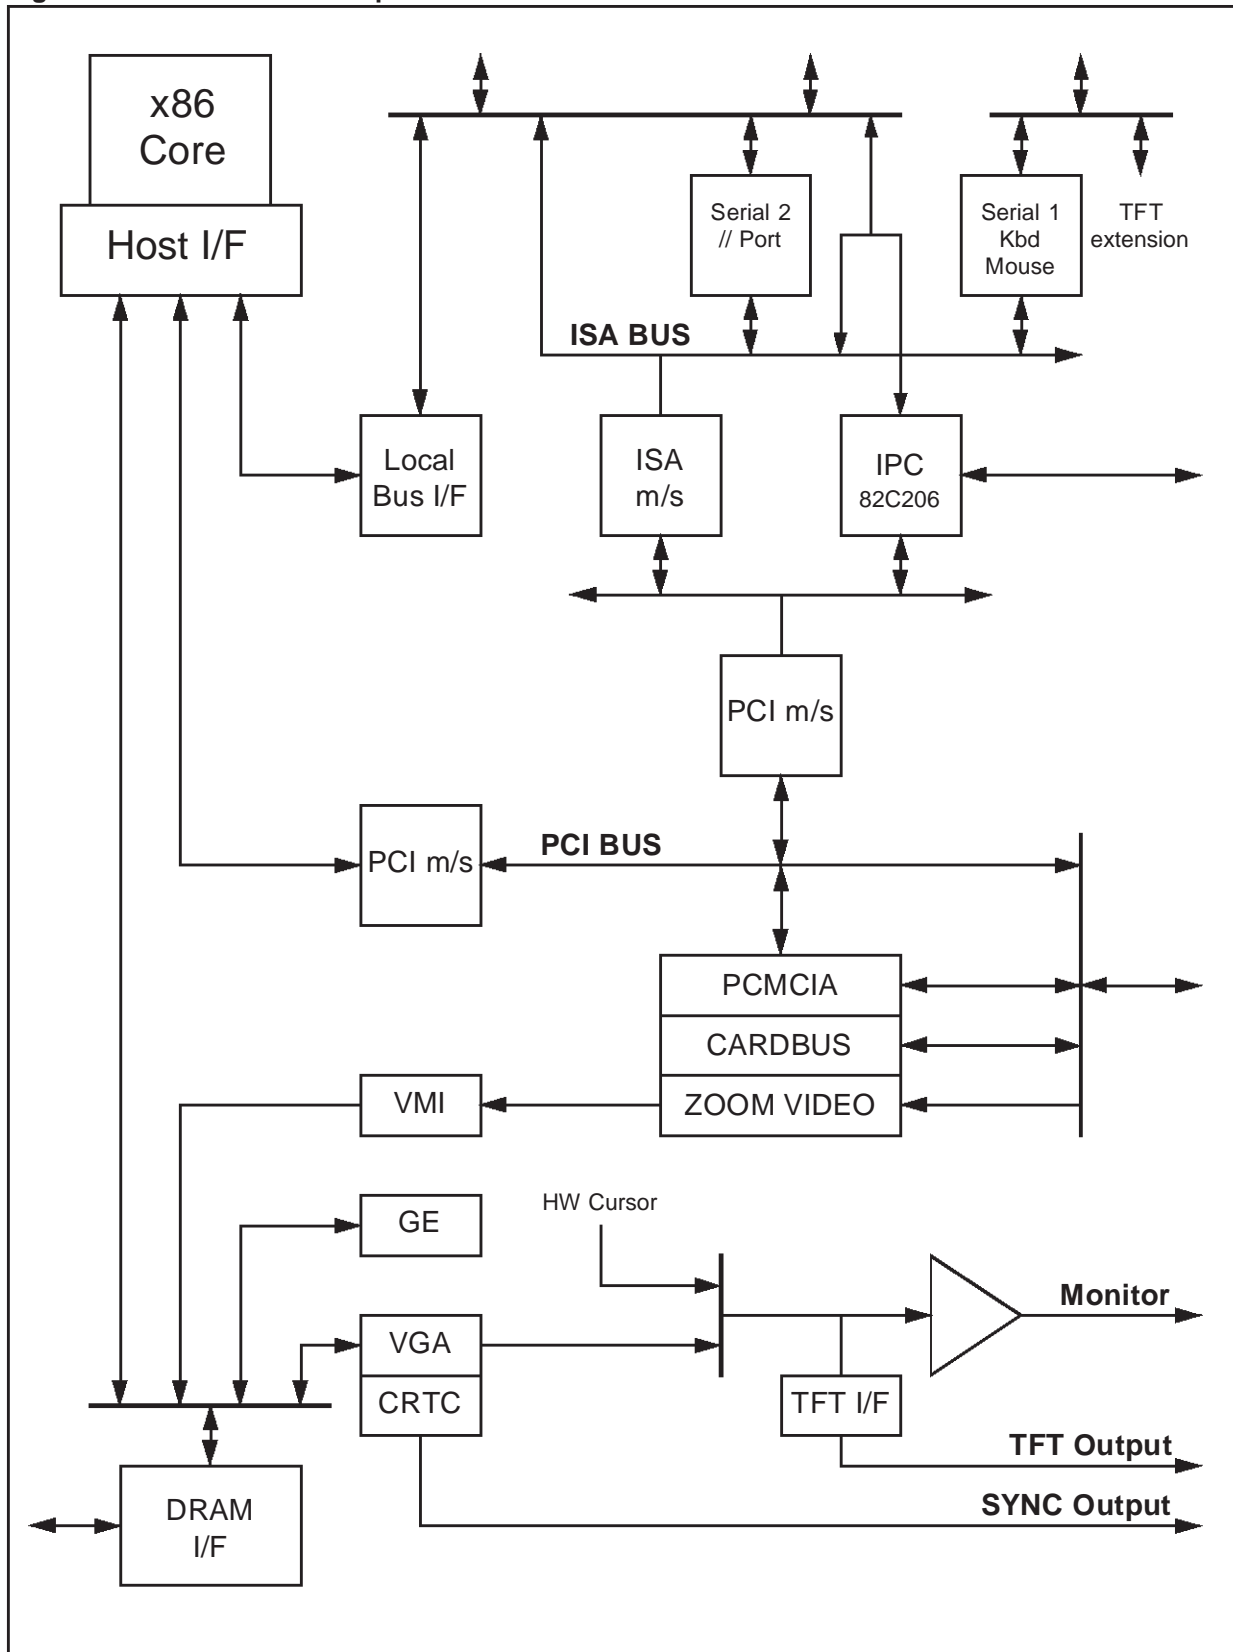 x86
Core
Host I/F
Serial 2
// Port
Serial 1
Kbd
Mouse
TFT
extension
ISA BUS
Local
Bus I/F
ISA
m/s
IPC
82C206
PCI m/s
PCI m/s
PCI BUS
PCMCIA
CARDBUS
ZOOM VIDEO
VMI
GE
HW Cursor
VGA
CRTC
Monitor
TFT I/F
TFT Output
SYNC Output
DRAM
I/F